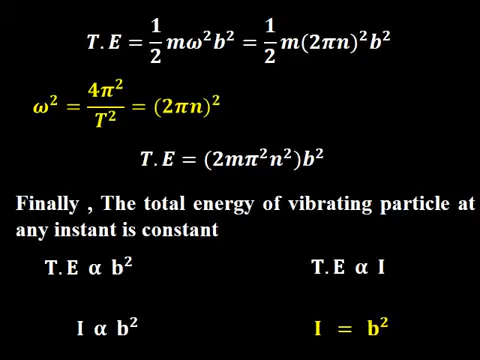 T.E = 1/2 mω²b² = 1/2 m(2πn)²b²
ω² = 4π²/T² = (2πn)²
T.E = (2mπ²n²)b²
Finally , The total energy of vibrating particle at
any instant is constant
T.E α b² T.E α I
I α b² I = b²